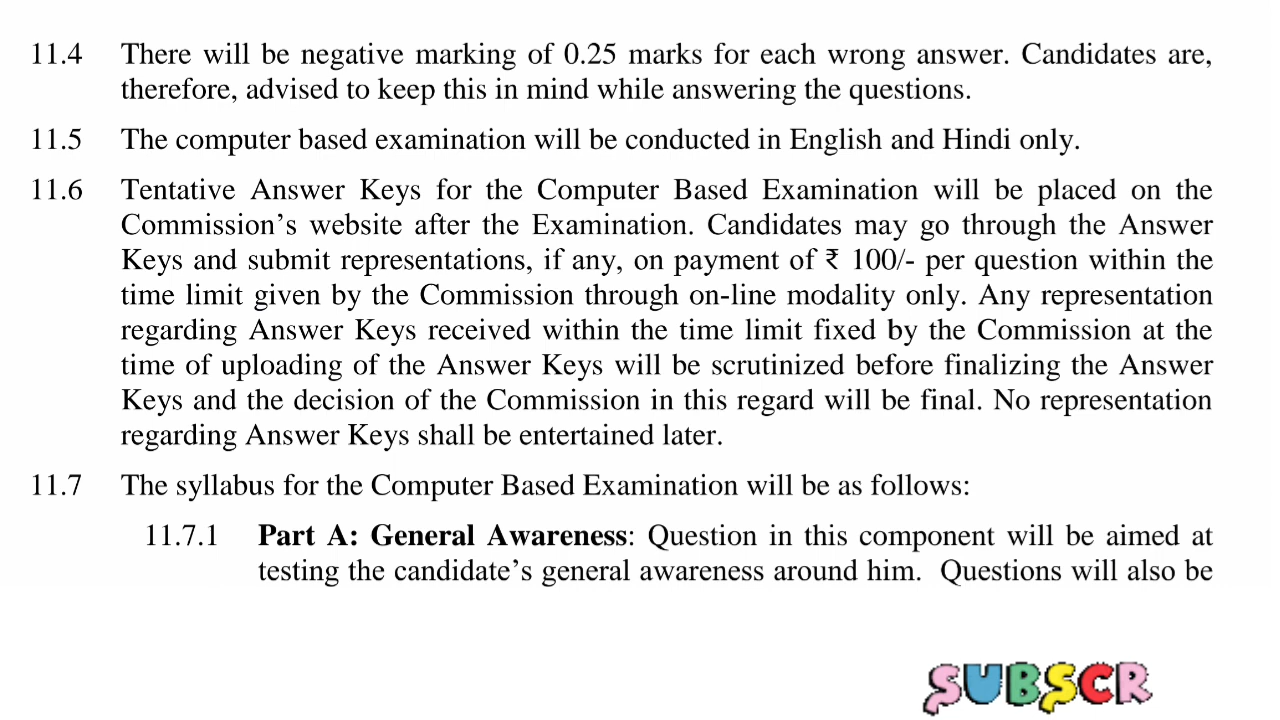 11.4 There will be negative marking of 0.25 marks for each wrong answer. Candidates are,
therefore, advised to keep this in mind while answering the questions.
11.5 The computer based examination will be conducted in English and Hindi only.
11.6 Tentative Answer Keys for the Computer Based Examination will be placed on the
Commission's website after the Examination. Candidates may go through the Answer
Keys and submit representations, if any, on payment of ₹ 100/- per question within the
time limit given by the Commission through on-line modality only. Any representation
regarding Answer Keys received within the time limit fixed by the Commission at the
time of uploading of the Answer Keys will be scrutinized before finalizing the Answer
Keys and the decision of the Commission in this regard will be final. No representation
regarding Answer Keys shall be entertained later.
11.7 The syllabus for the Computer Based Examination will be as follows:
11.7.1 Part A: General Awareness: Question in this component will be aimed at
testing the candidate's general awareness around him. Questions will also be
SUBSCR